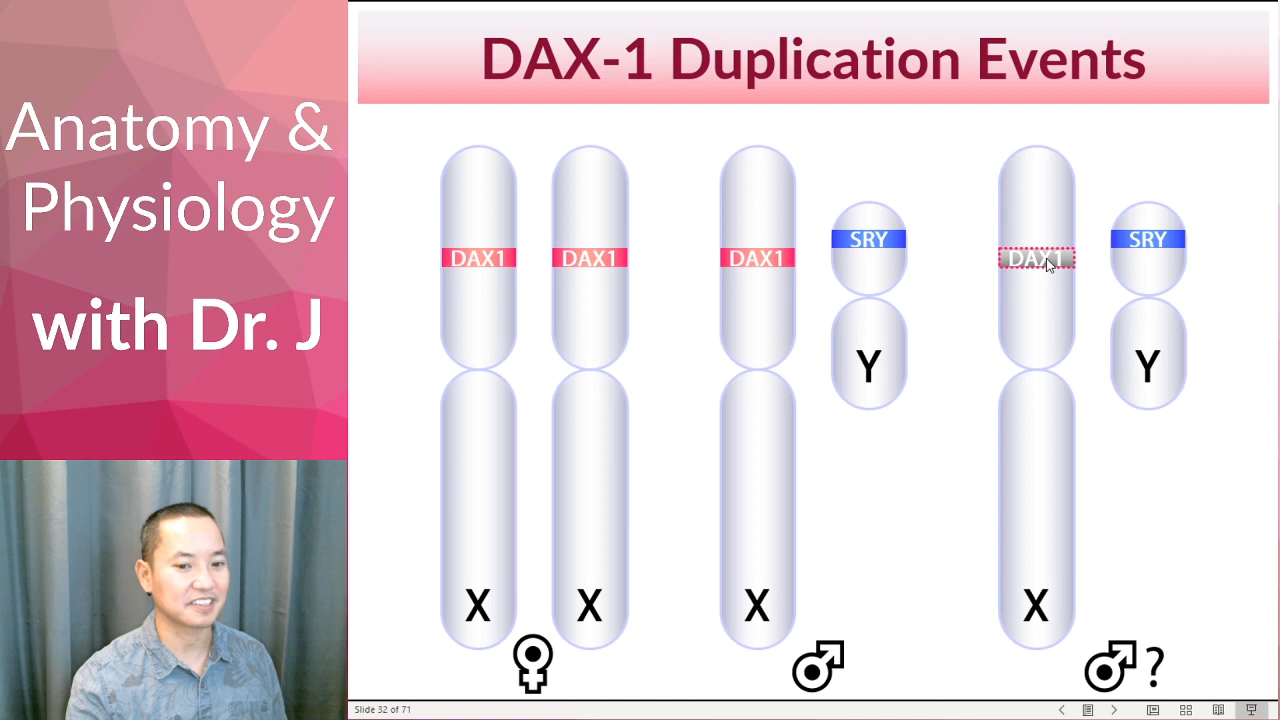 Anatomy &
Physiology
with Dr. J
DAX-1 Duplication Events
DAX1 DAX1 DAX1 SRY DAX1 SRY
Y Y
X X X X
?
Slide 32 of 71